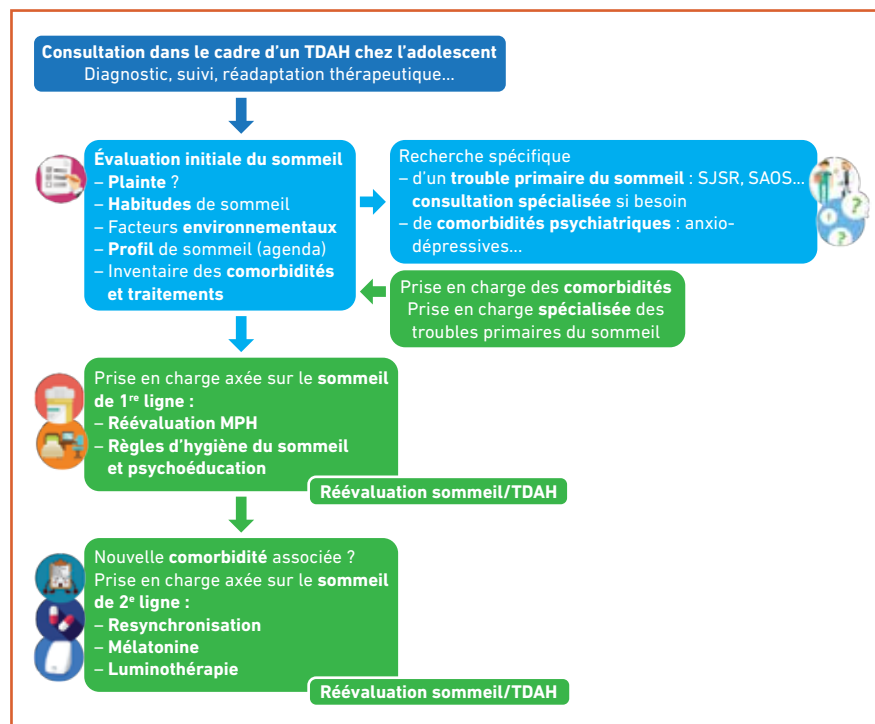 Consultation dans le cadre d’un TDAH chez l’adolescent
Diagnostic, suivi, réadaptation thérapeutique...
Évaluation initiale du sommeil
– Plainte ?
– Habitudes de sommeil
– Facteurs environnementaux
– Profil de sommeil (agenda)
– Inventaire des comorbidités
et traitements
Recherche spécifique
– d’un trouble primaire du sommeil : SJSR, SAOS...
consultation spécialisée si besoin
– de comorbidités psychiatriques : anxio-
dépressives...
Prise en charge des comorbidités
Prise en charge spécialisée des
troubles primaires du sommeil
Prise en charge axée sur le sommeil
de 1re ligne :
– Réévaluation MPH
– Règles d’hygiène du sommeil
et psychoéducation
Réévaluation sommeil/TDAH
Nouvelle comorbidité associée ?
Prise en charge axée sur le sommeil
de 2e ligne :
– Resynchronisation
– Mélatonine
– Luminothérapie
Réévaluation sommeil/TDAH